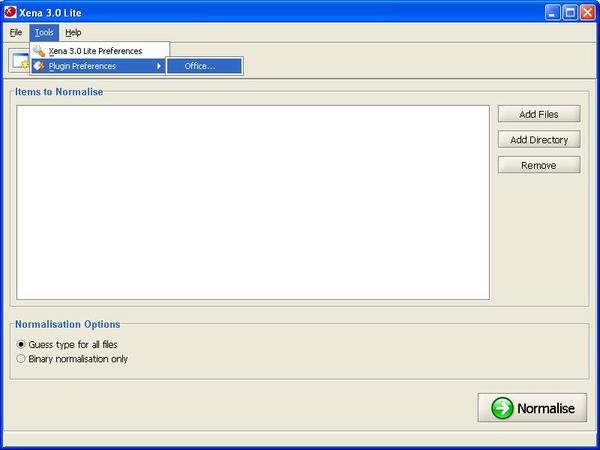 Xena 3.0 Lite
File Tools Help
Xena 3.0 Lite Preferences
Plugin Preferences Office...
Items to Normalise
Add Files
Add Directory
Remove
Normalisation Options
Guess type for all files
Binary normalisation only
Normalise